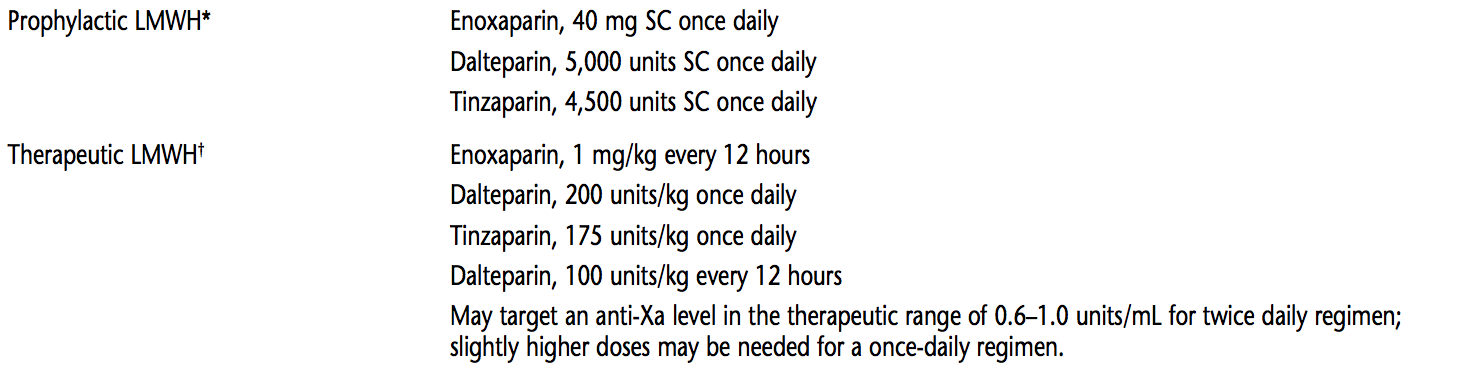 Prophylactic LMWH* Enoxaparin, 40 mg SC once daily
Dalteparin, 5,000 units SC once daily
Tinzaparin, 4,500 units SC once daily
Therapeutic LMWH† Enoxaparin, 1 mg/kg every 12 hours
Dalteparin, 200 units/kg once daily
Tinzaparin, 175 units/kg once daily
Dalteparin, 100 units/kg every 12 hours
May target an anti-Xa level in the therapeutic range of 0.6–1.0 units/mL for twice daily regimen;
slightly higher doses may be needed for a once-daily regimen.